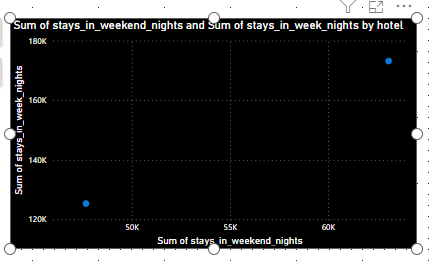 Sum of stays_in_weekend_nights and Sum of stays_in_week_nights by hotel
Sum of stays_in_week_nights
180K
160K
140K
120K
50K 55K 60K
Sum of stays_in_weekend_nights